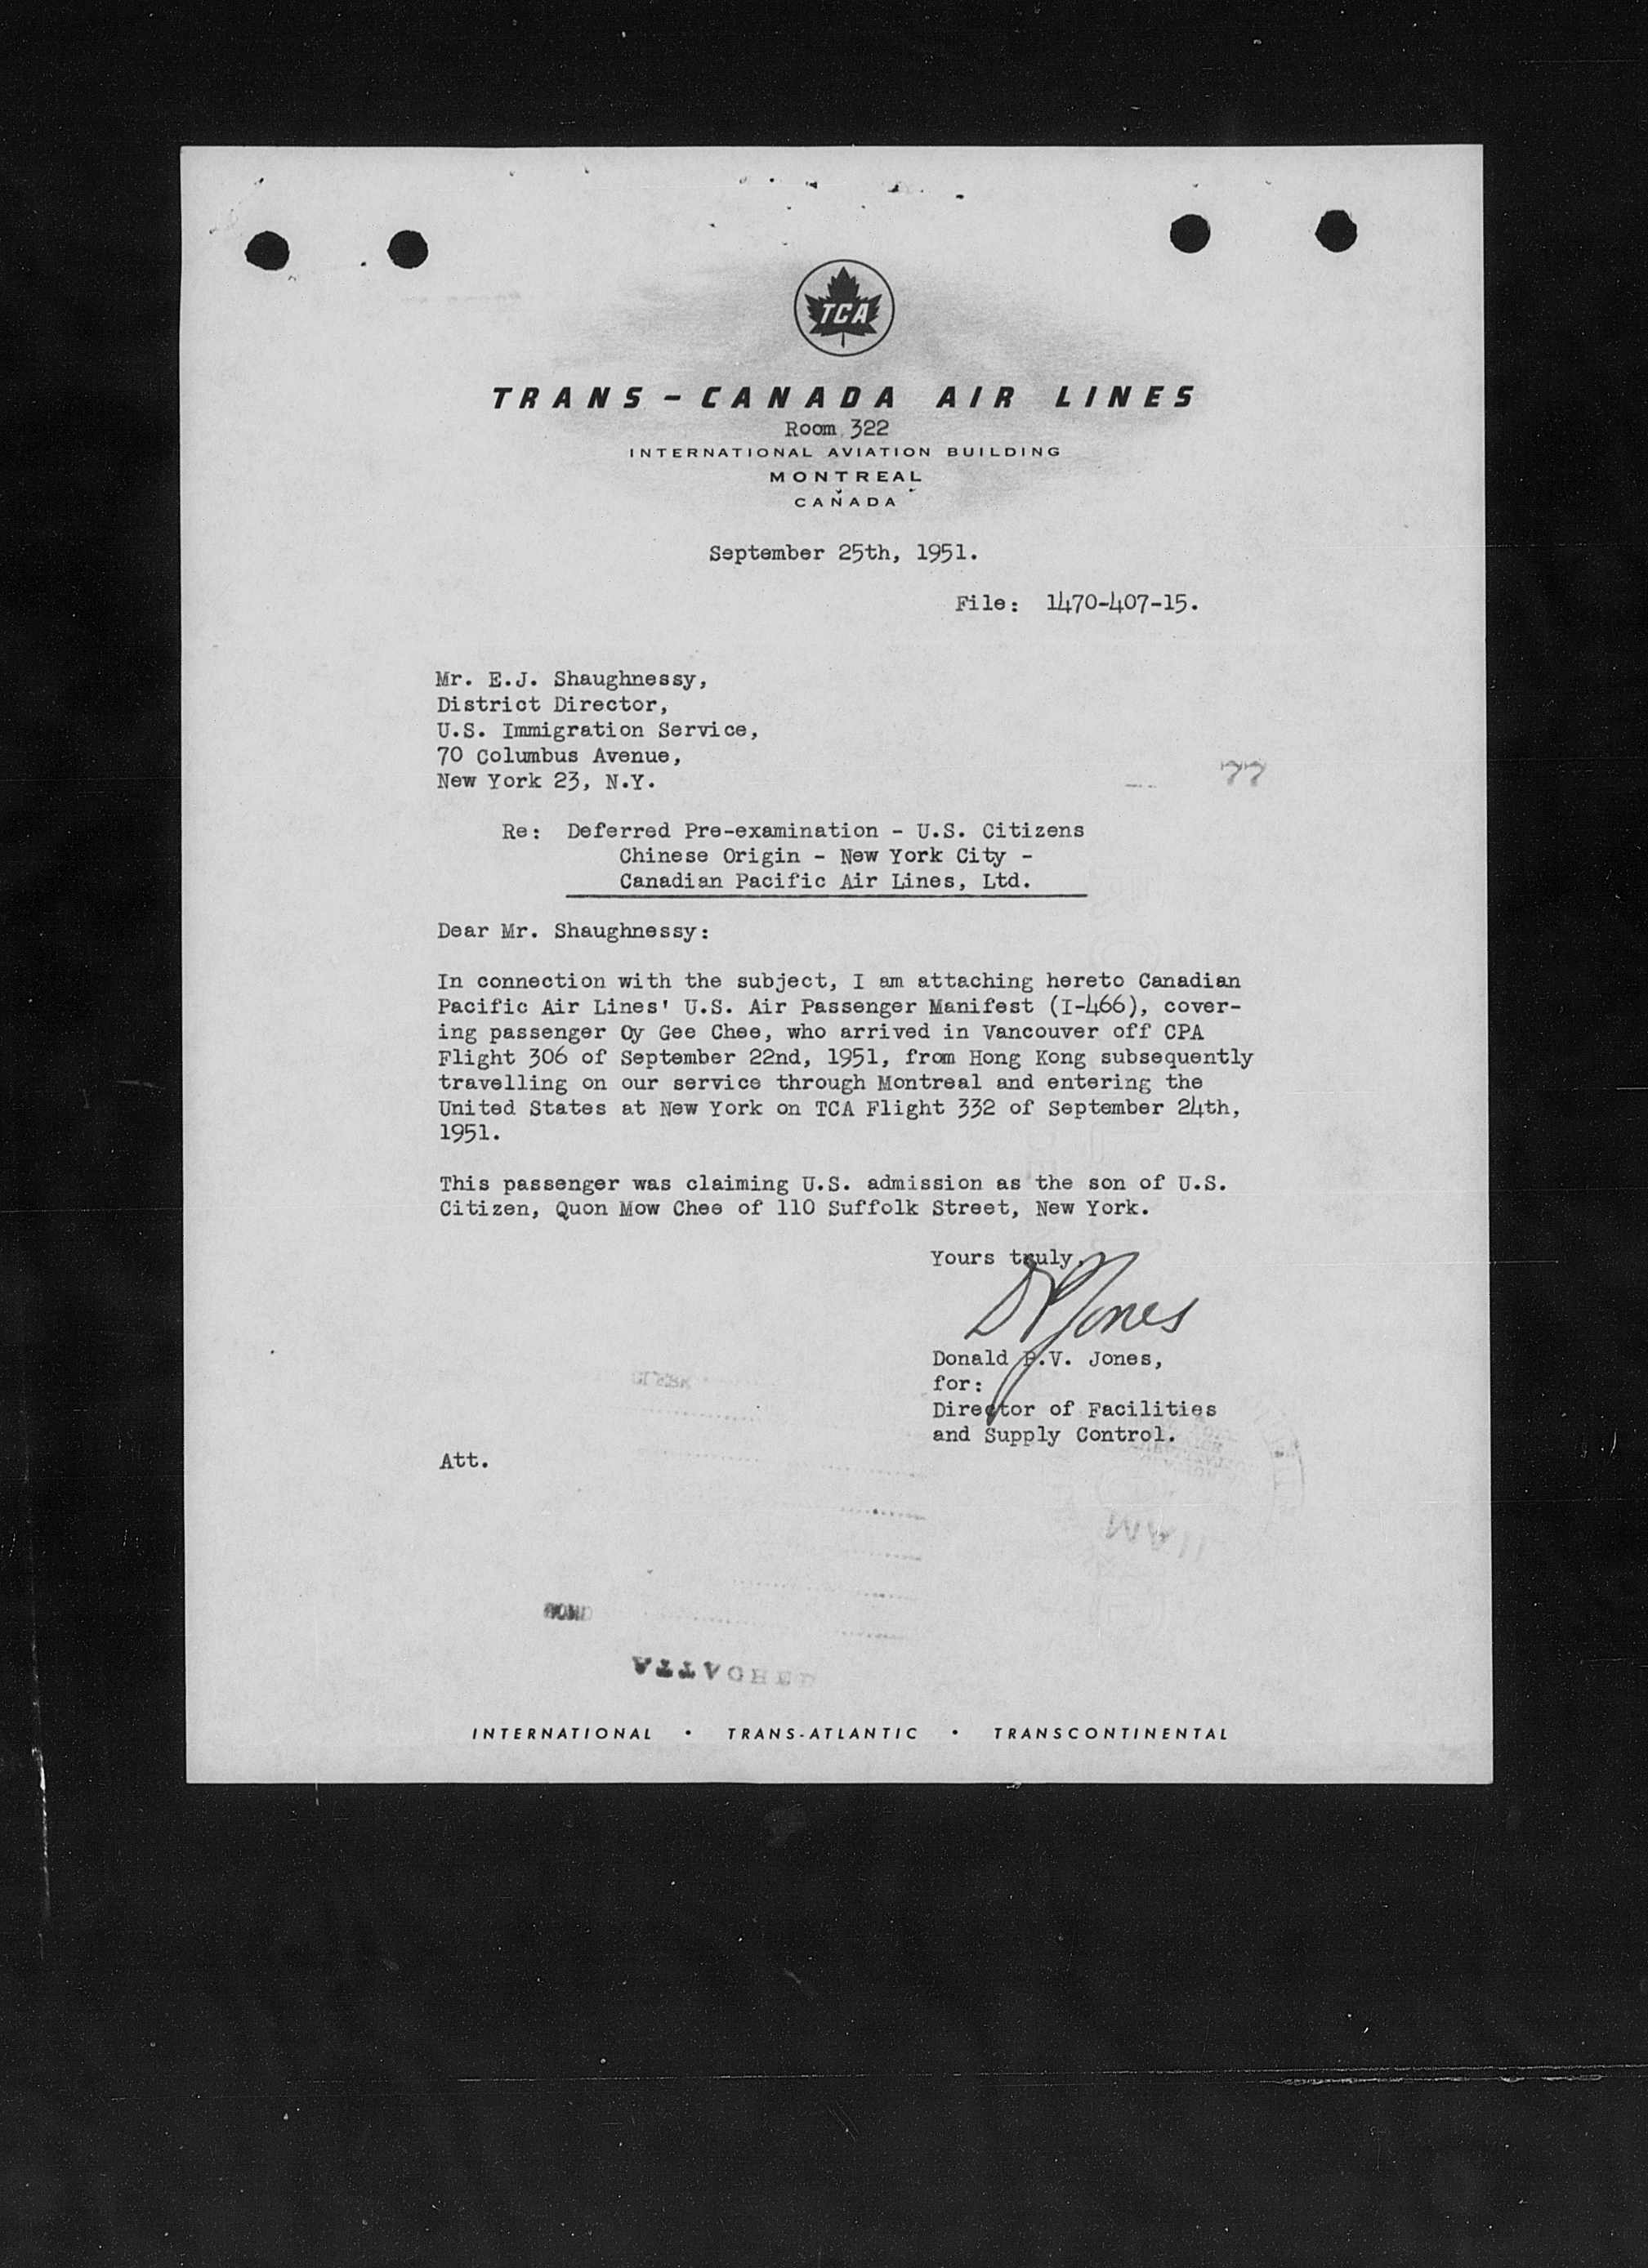 TCA
TRANS-CANADA AIR LINES
Room 322
INTERNATIONAL AVIATION BUILDING
MONTREAL
CANADA
September 25th, 1951.
File: 1470-407-15.
Mr. E.J. Shaughnessy,
District Director,
U.S. Immigration Service,
70 Columbus Avenue,
New York 23, N.Y.
77
Re: Deferred Pre-examination - U.S. Citizens
Chinese Origin - New York City -
Canadian Pacific Air Lines, Ltd.
Dear Mr. Shaughnessy:
In connection with the subject, I am attaching hereto Canadian
Pacific Air Lines' U.S. Air Passenger Manifest (I-466), cover-
ing passenger Oy Gee Chee, who arrived in Vancouver off CPA
Flight 306 of September 22nd, 1951, from Hong Kong subsequently
travelling on our service through Montreal and entering the
United States at New York on TCA Flight 332 of September 24th,
1951.
This passenger was claiming U.S. admission as the son of U.S.
Citizen, Quon Mow Chee of 110 Suffolk Street, New York.
Yours truly,
D P Jones
Donald P.V. Jones,
for:
Director of Facilities
and Supply Control.
Att.
INTERNATIONAL • TRANS-ATLANTIC • TRANSCONTINENTAL